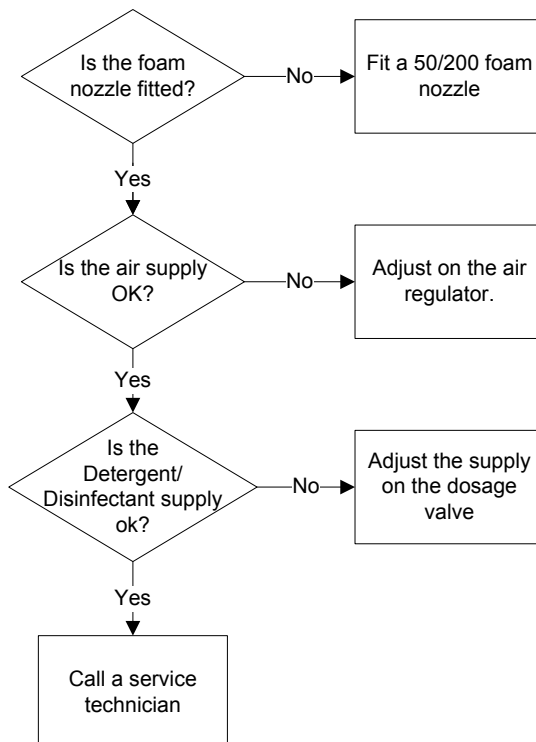 Is the foam
nozzle fitted?
No
Fit a 50/200 foam
nozzle
Yes
Is the air supply
OK?
No
Adjust on the air
regulator.
Yes
Is the
Detergent/
Disinfectant supply
ok?
No
Adjust the supply
on the dosage
valve
Yes
Call a service
technician